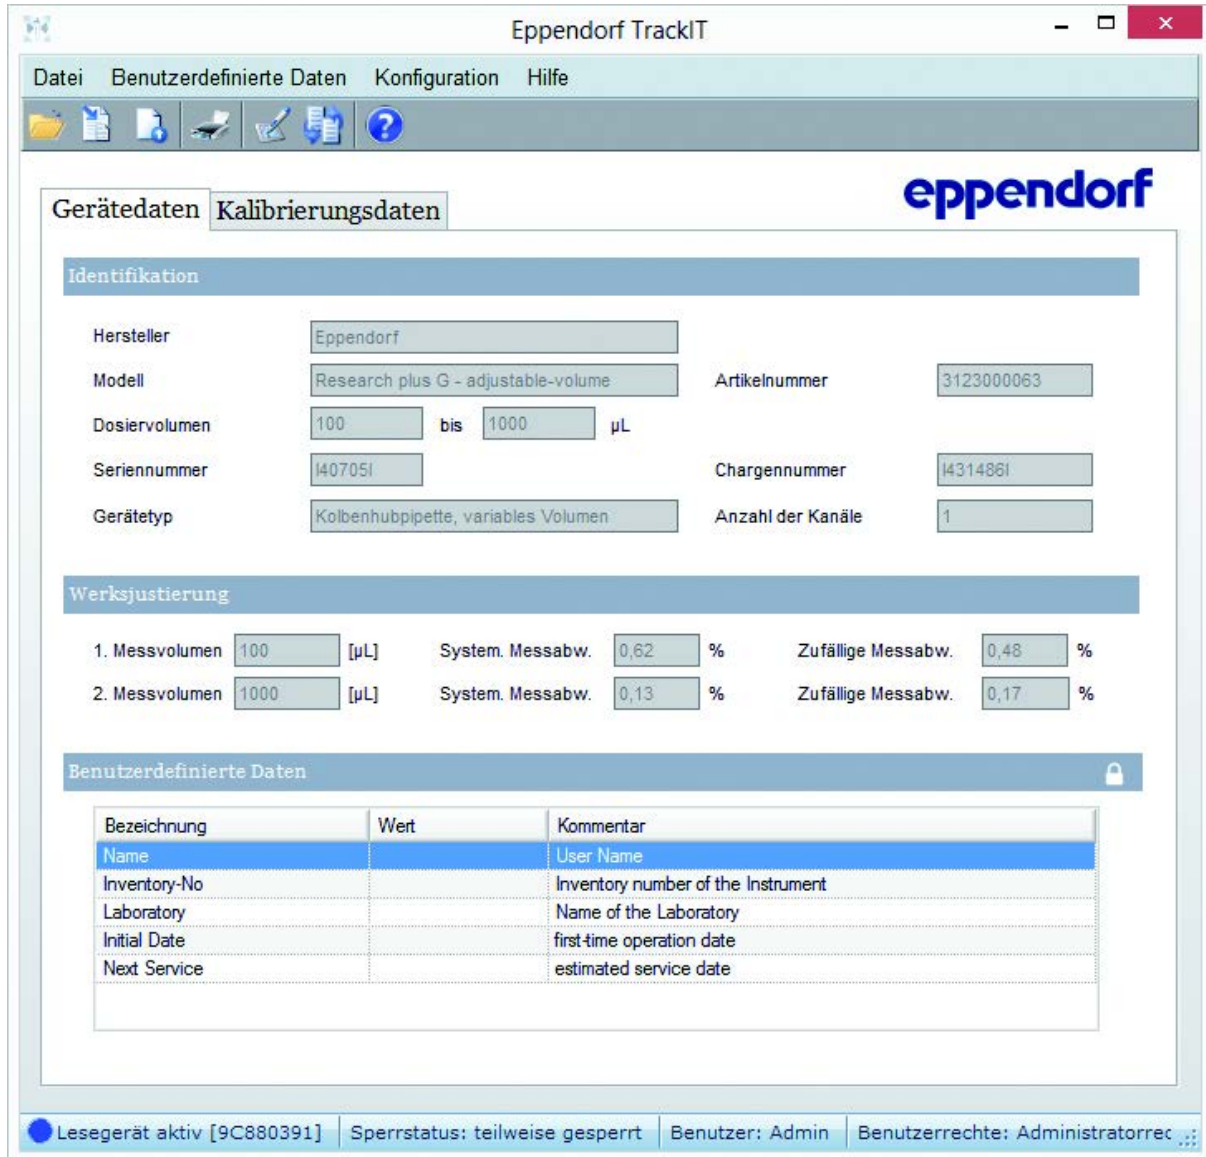 Eppendorf TrackIT
Datei Benutzerdefinierte Daten Konfiguration Hilfe
eppendorf
Gerätedaten Kalibrierungsdaten
Identifikation
Hersteller Eppendorf
Modell Research plus G - adjustable-volume Artikelnummer 3123000063
Dosiervolumen 100 bis 1000 µL
Seriennummer I40705I Chargennummer I431486I
Gerätetyp Kolbenhubpipette, variables Volumen Anzahl der Kanäle 1
Werksjustierung
1. Messvolumen 100 [µL] System. Messabw. 0,62 % Zufällige Messabw. 0,48 %
2. Messvolumen 1000 [µL] System. Messabw. 0,13 % Zufällige Messabw. 0,17 %
Benutzerdefinierte Daten
Bezeichnung Wert Kommentar
Name User Name
Inventory-No Inventory number of the Instrument
Laboratory Name of the Laboratory
Initial Date first-time operation date
Next Service estimated service date
Lesegerät aktiv [9C880391] Sperrstatus: teilweise gesperrt Benutzer: Admin Benutzerrechte: Administratorrec